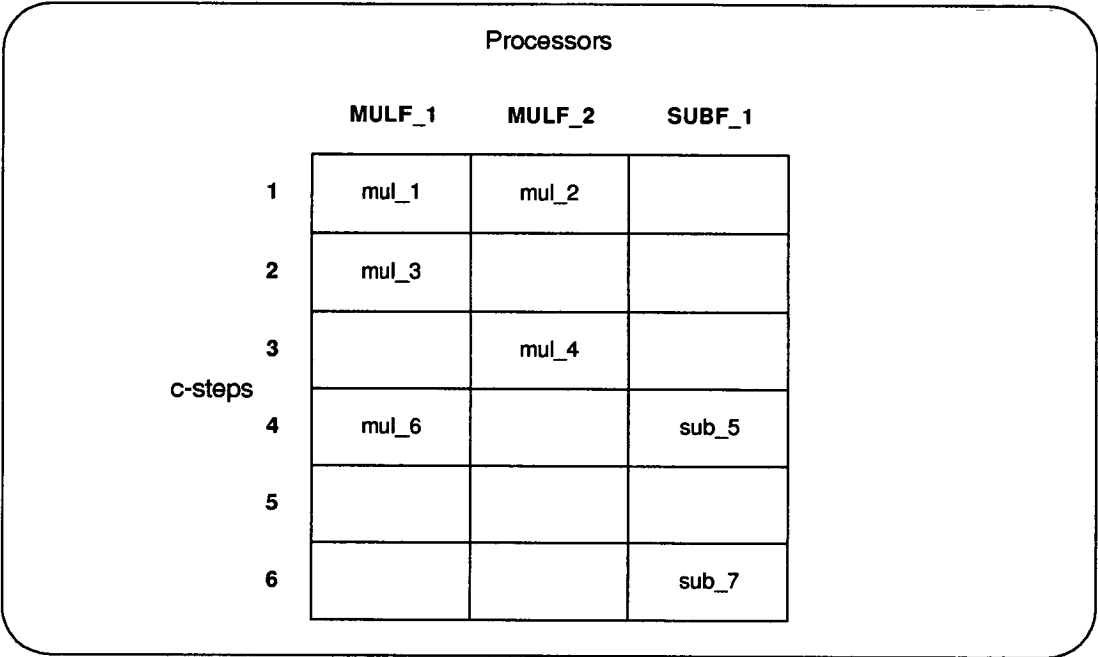 Processors
MULF_1 MULF_2 SUBF_1
1 mul_1 mul_2
2 mul_3
3 mul_4
c-steps
4 mul_6 sub_5
5
6 sub_7